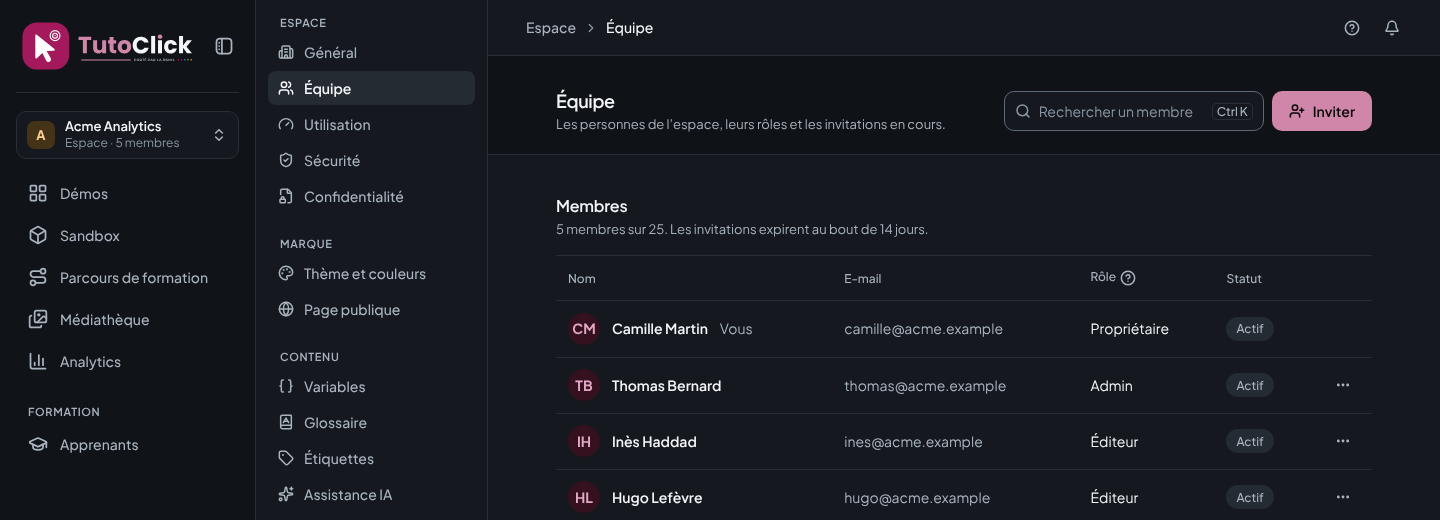 TutoClick
Acme Analytics
Espace · 5 membres
Démos
Sandbox
Parcours de formation
Médiathèque
Analytics
FORMATION
Apprenants
ESPACE
Général
Équipe
Utilisation
Sécurité
Confidentialité
MARQUE
Thème et couleurs
Page publique
CONTENU
Variables
Glossaire
Étiquettes
Assistance IA
Espace > Équipe
Équipe
Les personnes de l'espace, leurs rôles et les invitations en cours.
Rechercher un membre Ctrl K
Inviter
Membres
5 membres sur 25. Les invitations expirent au bout de 14 jours.
Nom E-mail Rôle Statut
CM Camille Martin Vous camille@acme.example Propriétaire Actif
TB Thomas Bernard thomas@acme.example Admin Actif
IH Inès Haddad ines@acme.example Éditeur Actif
HL Hugo Lefèvre hugo@acme.example Éditeur Actif